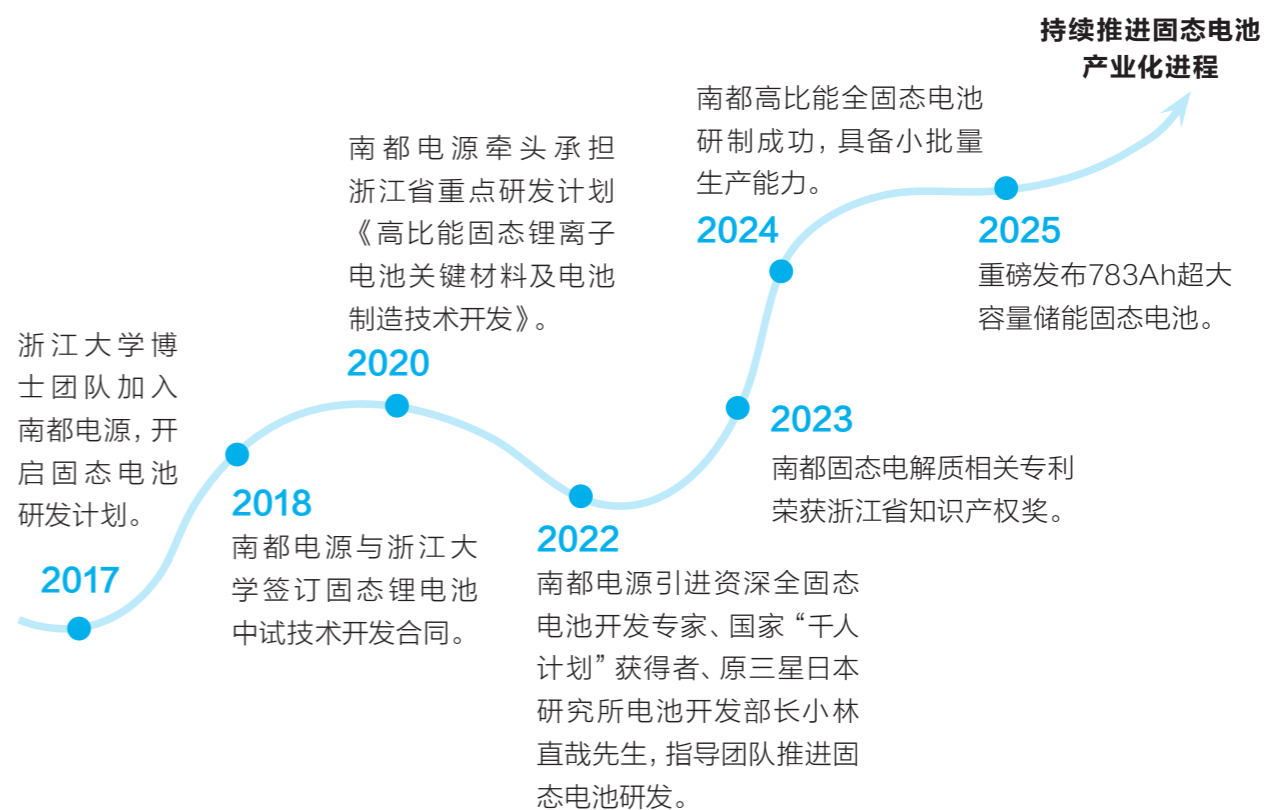 浙江大学博
士团队加入
南都电源，开
启固态电池
研发计划。
2017
2018
南都电源与浙江大
学签订固态锂电池
中试技术开发合同。
南都电源牵头承担
浙江省重点研发计划
《高比能固态锂离子
电池关键材料及电池
制造技术开发》。
2020
2022
南都电源引进资深全固态
电池开发专家、国家“千人
计划”获得者、原三星日本
研究所电池开发部长小林
直哉先生，指导团队推进固
态电池研发。
2023
南都固态电解质相关专利
荣获浙江省知识产权奖。
南都高比能全固态电池
研制成功，具备小批量
生产能力。
2024
2025
重磅发布783Ah超大
容量储能固态电池。
持续推进固态电池
产业化进程